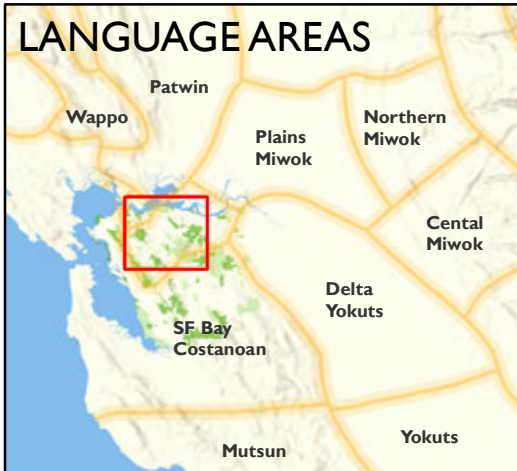 LANGUAGE AREAS
Patwin
Wappo
Northern
Miwok
Plains
Miwok
Cental
Miwok
Delta
Yokuts
SF Bay
Costanoan
Yokuts
Mutsun